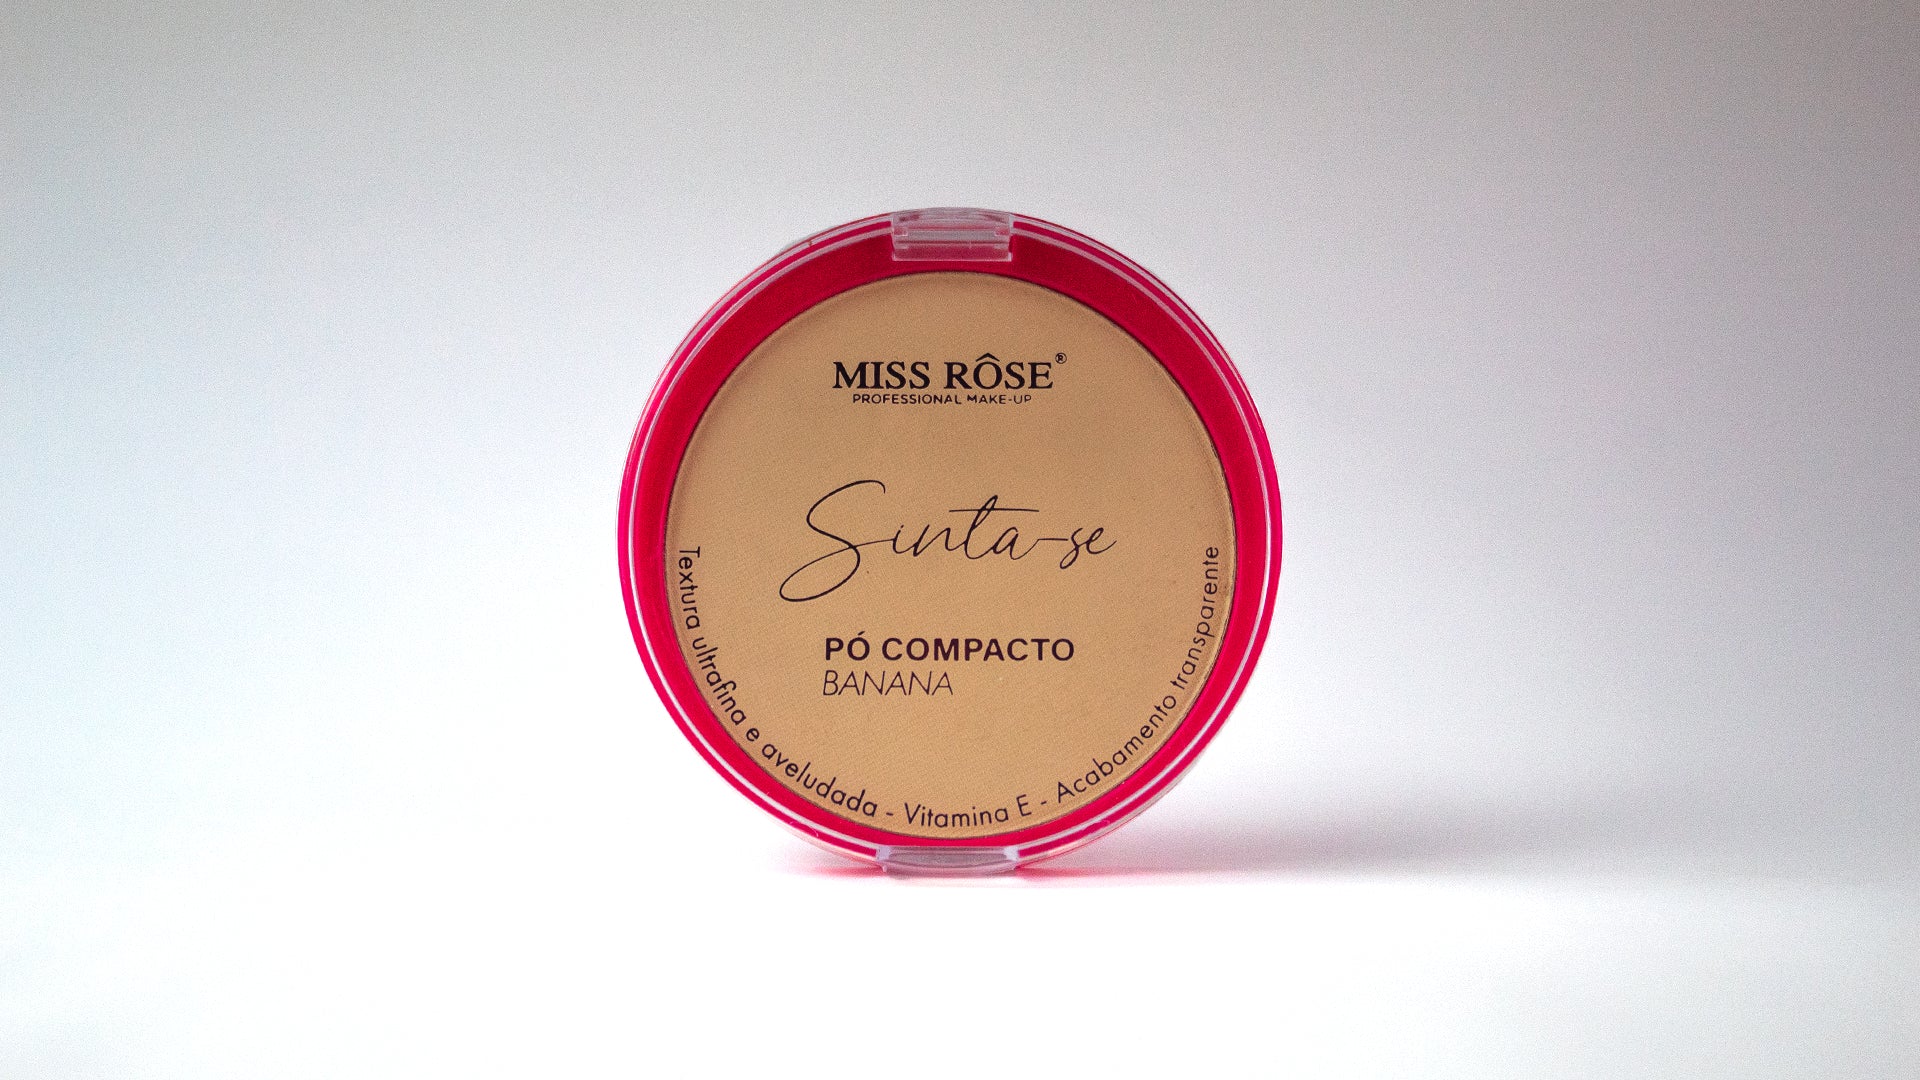 MISS RÔSE®
PROFESSIONAL MAKE-UP
Sinta-se
PÓ COMPACTO
BANANA
Textura ultrafina e aveludada - Vitamina E - Acabamento transparente